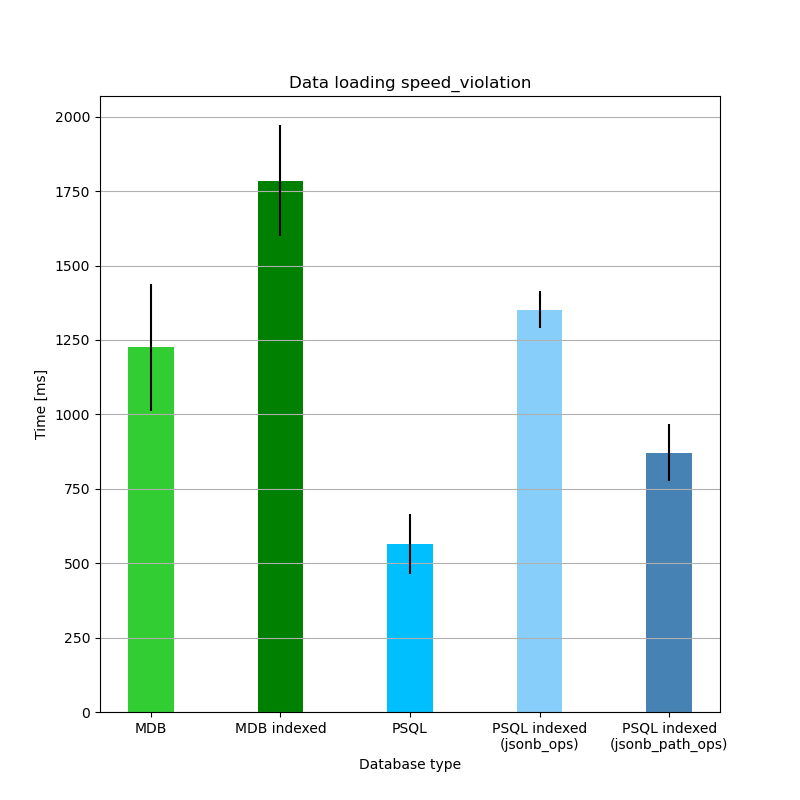 Data loading speed_violation
2000
1750
1500
1250
1000
750
500
250
0
Time [ms]
MDB
MDB indexed
PSQL
PSQL indexed
(jsonb_ops)
PSQL indexed
(jsonb_path_ops)
Database type